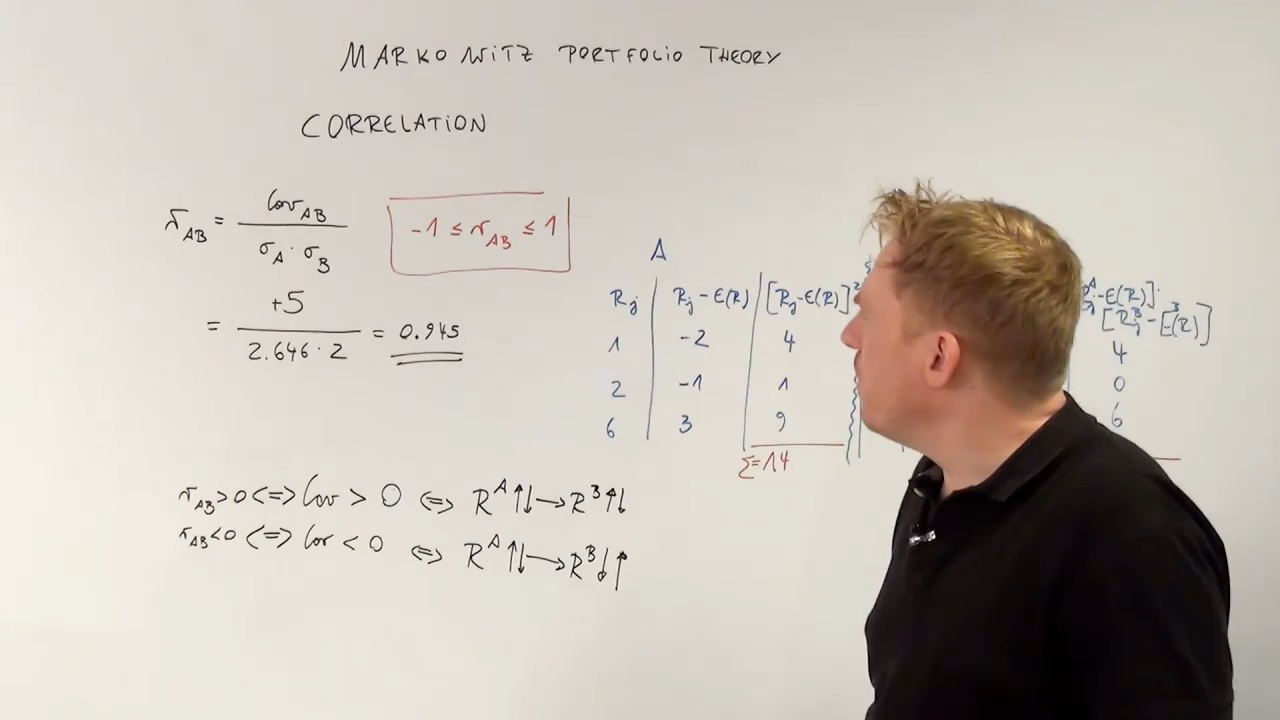 MARKOWITZ PORTFOLIO THEORY
CORRELATION
r_AB = Cov_AB / (σ_A · σ_B)
-1 ≤ r_AB ≤ 1
= +5 / (2.646 · 2) = 0.945
A
R_j | R_j - E(R) | [R_j - E(R)]²
1 | -2 | 4
2 | -1 | 1
6 | 3 | 9
Σ=14
-E(R)]·
[R_j^B - E(R)]
4
0
6
r_AB > 0 <=> Cov > 0 <=> R^A ↑↓ → R^B ↑↓
r_AB < 0 <=> Cov < 0 <=> R^A ↑↓ → R^B ↓↑